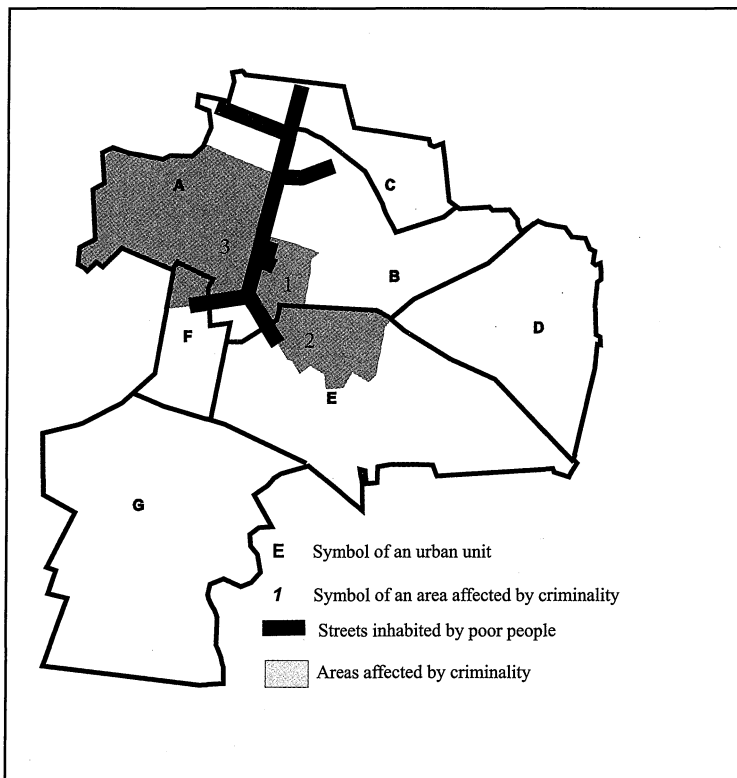 A
C
3
B
1
F
2
D
E
G
E Symbol of an urban unit
1 Symbol of an area affected by criminality
Streets inhabited by poor people
Areas affected by criminality